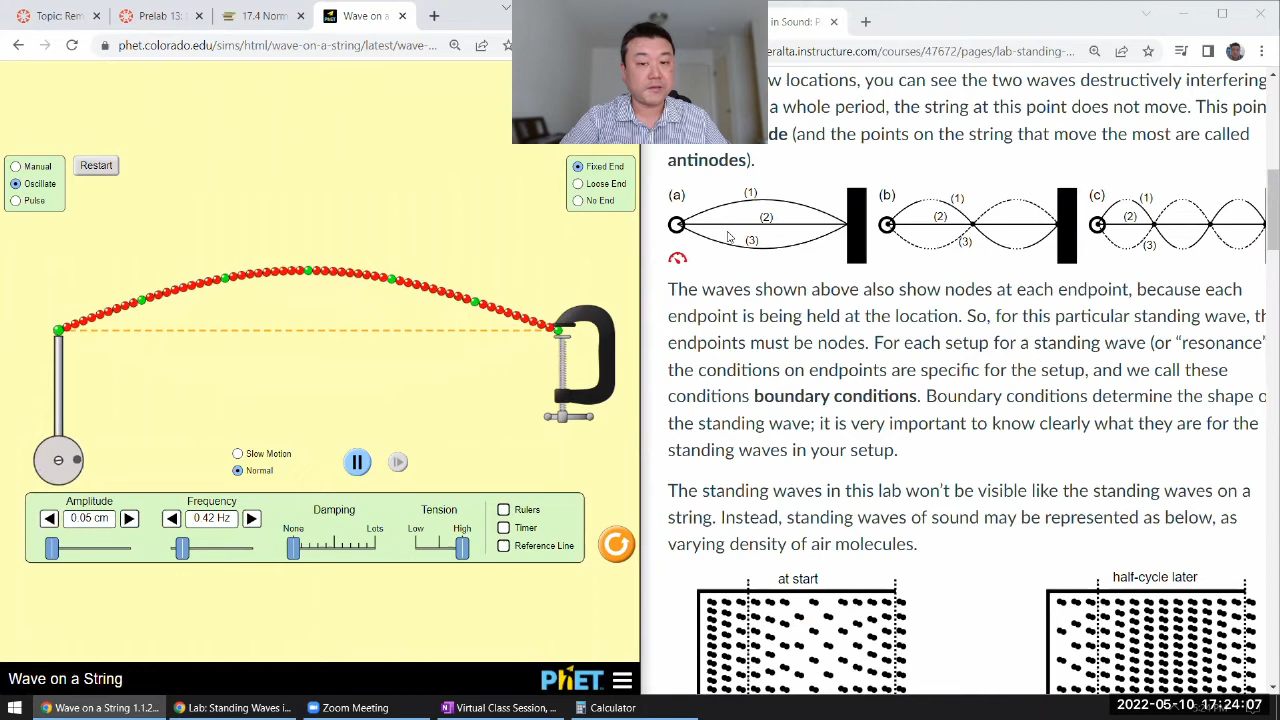 Topic
Prelab 13:
17.4 Norm
Wave on a
in Sound: P
phet.colorado.edu/sims/html/wave-on-a-string/latest/wave-...
eralta.instructure.com/courses/47672/pages/lab-standing-...
Manual
Oscillate
Pulse
Restart
Fixed End
Loose End
No End
Slow Motion
Normal
Amplitude
0.05 cm
Frequency
0.42 Hz
Damping
None
Lots
Tension
Low
High
Rulers
Timer
Reference Line
Wave on a String
PhET
w locations, you can see the two waves destructively interfering
a whole period, the string at this point does not move. This poin
de (and the points on the string that move the most are called
antinodes).
(a) (1) (2) (3)
(b) (1) (2) (3)
(c) (1) (2) (3)
The waves shown above also show nodes at each endpoint, because each
endpoint is being held at the location. So, for this particular standing wave, th
endpoints must be nodes. For each setup for a standing wave (or “resonance”
the conditions on endpoints are specific for the setup, and we call these
conditions boundary conditions. Boundary conditions determine the shape o
the standing wave; it is very important to know clearly what they are for the
standing waves in your setup.
The standing waves in this lab won’t be visible like the standing waves on a
string. Instead, standing waves of sound may be represented as below, as
varying density of air molecules.
at start
half-cycle later
Wave on a String 1.1.2...
Lab: Standing Waves i...
Zoom Meeting
Virtual Class Session, ...
Calculator
2022-05-10 17:24:07